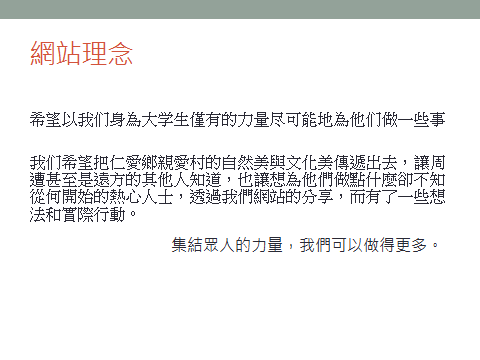 網站理念
希望以我们身為大学生僅有的力量尽可能地為他们做一些事
我们希望把仁愛鄉親愛村的自然美與文化美傳遞出去，讓周
遭甚至是遠方的其他人知道，也讓想為他們做點什麼卻不知
從何開始的熱心人士，透過我們網站的分享，而有了一些想
法和實際行動。
集結眾人的力量，我們可以做得更多。